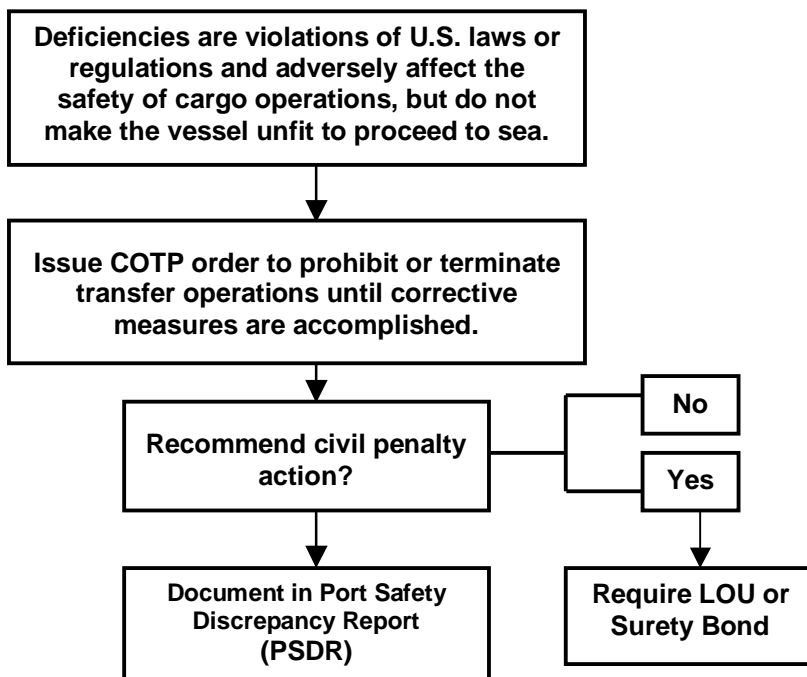 Deficiencies are violations of U.S. laws or
regulations and adversely affect the
safety of cargo operations, but do not
make the vessel unfit to proceed to sea.
Issue COTP order to prohibit or terminate
transfer operations until corrective
measures are accomplished.
Recommend civil penalty
action?
No
Yes
Document in Port Safety
Discrepancy Report
(PSDR)
Require LOU or
Surety Bond